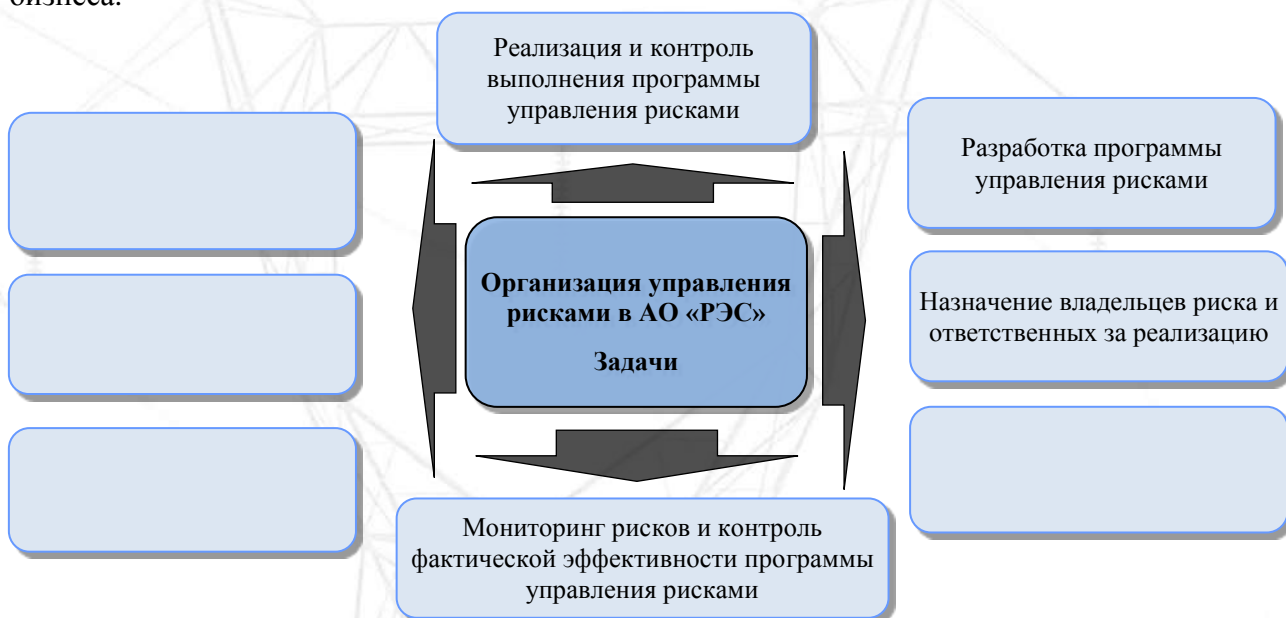 бизнеса.
Реализация и контроль
выполнения программы
управления рисками
Разработка программы
управления рисками
Организация управления
рисками в АО «РЭС»
Задачи
Назначение владельцев риска и
ответственных за реализацию
Мониторинг рисков и контроль
фактической эффективности программы
управления рисками